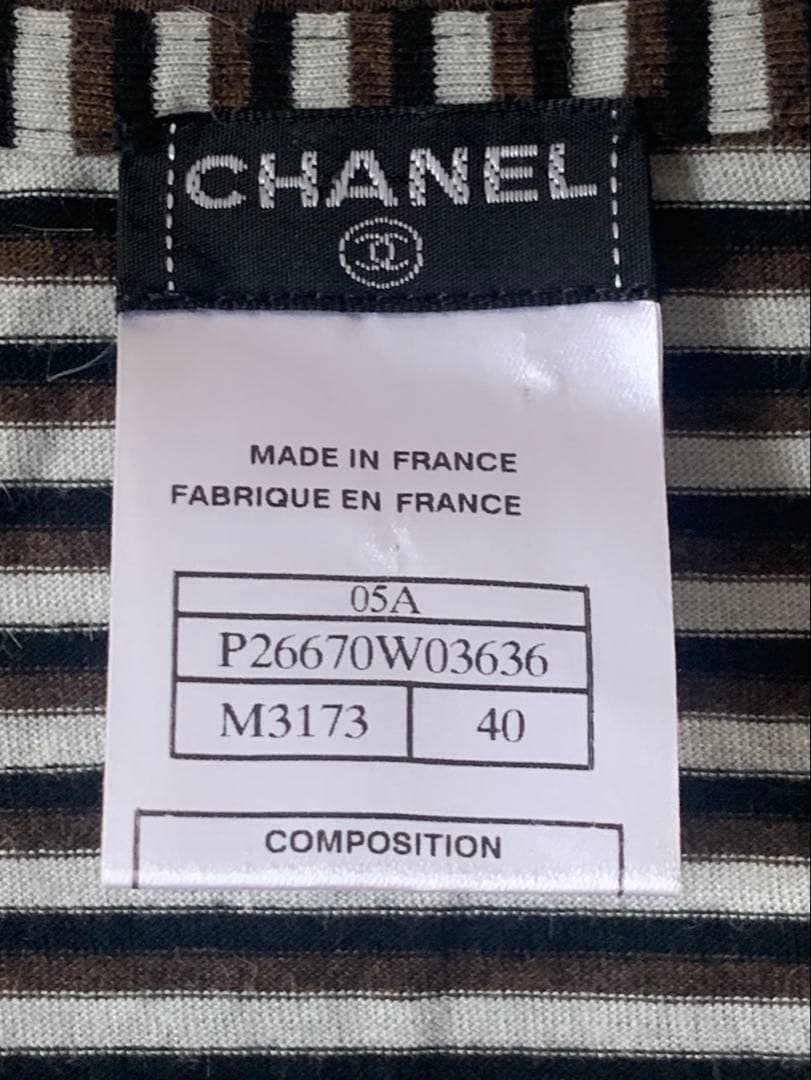 CHANEL
MADE IN FRANCE
FABRIQUE EN FRANCE
05A
P26670W03636
M3173 40
COMPOSITION